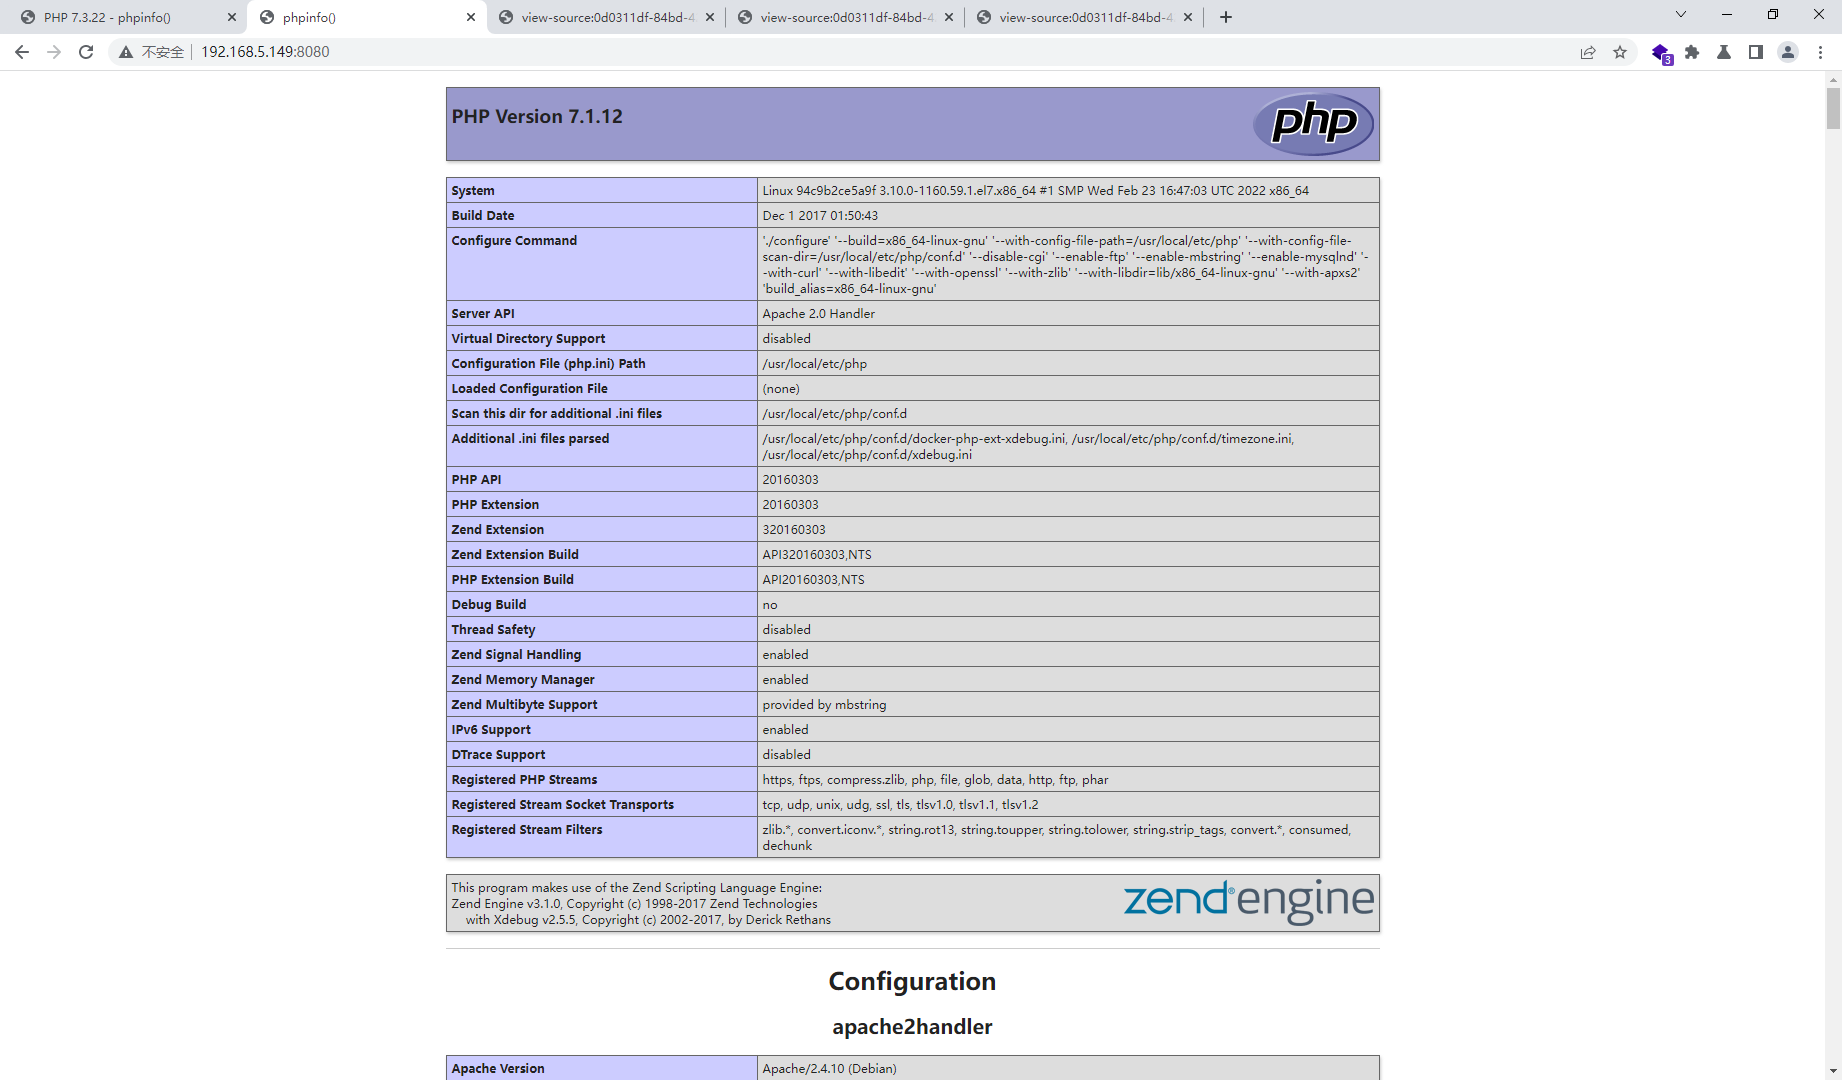 PHP 7.3.22 - phpinfo()
phpinfo()
view-source:0d0311df-84bd-4
view-source:0d0311df-84bd-4
view-source:0d0311df-84bd-4
不安全
192.168.5.149:8080
3
PHP Version 7.1.12
php
System
Linux 94c9b2ce5a9f 3.10.0-1160.59.1.el7.x86_64 #1 SMP Wed Feb 23 16:47:03 UTC 2022 x86_64
Build Date
Dec 1 2017 01:50:43
Configure Command
'./configure' '--build=x86_64-linux-gnu' '--with-config-file-path=/usr/local/etc/php' '--with-config-file-
scan-dir=/usr/local/etc/php/conf.d' '--disable-cgi' '--enable-ftp' '--enable-mbstring' '--enable-mysqlnd' '-
-with-curl' '--with-libedit' '--with-openssl' '--with-zlib' '--with-libdir=lib/x86_64-linux-gnu' '--with-apxs2'
'build_alias=x86_64-linux-gnu'
Server API
Apache 2.0 Handler
Virtual Directory Support
disabled
Configuration File (php.ini) Path
/usr/local/etc/php
Loaded Configuration File
(none)
Scan this dir for additional .ini files
/usr/local/etc/php/conf.d
Additional .ini files parsed
/usr/local/etc/php/conf.d/docker-php-ext-xdebug.ini, /usr/local/etc/php/conf.d/timezone.ini,
/usr/local/etc/php/conf.d/xdebug.ini
PHP API
20160303
PHP Extension
20160303
Zend Extension
320160303
Zend Extension Build
API320160303,NTS
PHP Extension Build
API20160303,NTS
Debug Build
no
Thread Safety
disabled
Zend Signal Handling
enabled
Zend Memory Manager
enabled
Zend Multibyte Support
provided by mbstring
IPv6 Support
enabled
DTrace Support
disabled
Registered PHP Streams
https, ftps, compress.zlib, php, file, glob, data, http, ftp, phar
Registered Stream Socket Transports
tcp, udp, unix, udg, ssl, tls, tlsv1.0, tlsv1.1, tlsv1.2
Registered Stream Filters
zlib.*, convert.iconv.*, string.rot13, string.toupper, string.tolower, string.strip_tags, convert.*, consumed,
dechunk
This program makes use of the Zend Scripting Language Engine:
Zend Engine v3.1.0, Copyright (c) 1998-2017 Zend Technologies
with Xdebug v2.5.5, Copyright (c) 2002-2017, by Derick Rethans
zend®engine
Configuration
apache2handler
Apache Version
Apache/2.4.10 (Debian)